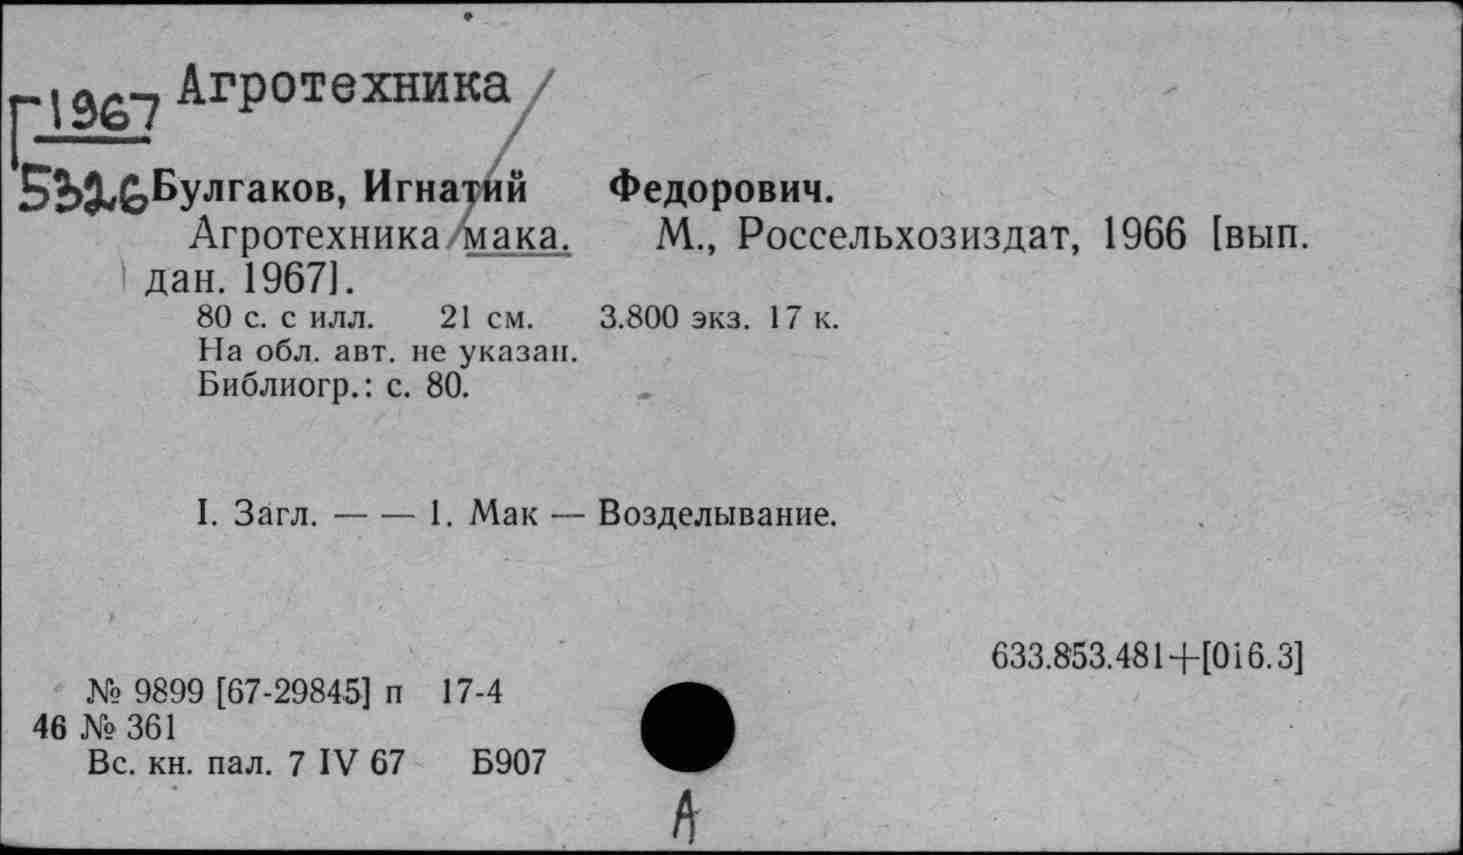 Агротехника
Г1967
5326
Булгаков, Игнатий Федорович.
Агротехника мака. М., Россельхозиздат, 1966 [вып.
дан. 1967].
80 с. с илл. 21 см. 3.800 экз. 17 к.
На обл. авт. не указан.
Библиогр.: с. 80.
I. Загл. — — 1. Мак — Возделывание.
633.853.481+[016.3]
№ 9899 [67-29845] п 17-4
46 № 361
Вс. кн. пал. 7 IV 67 Б907
А